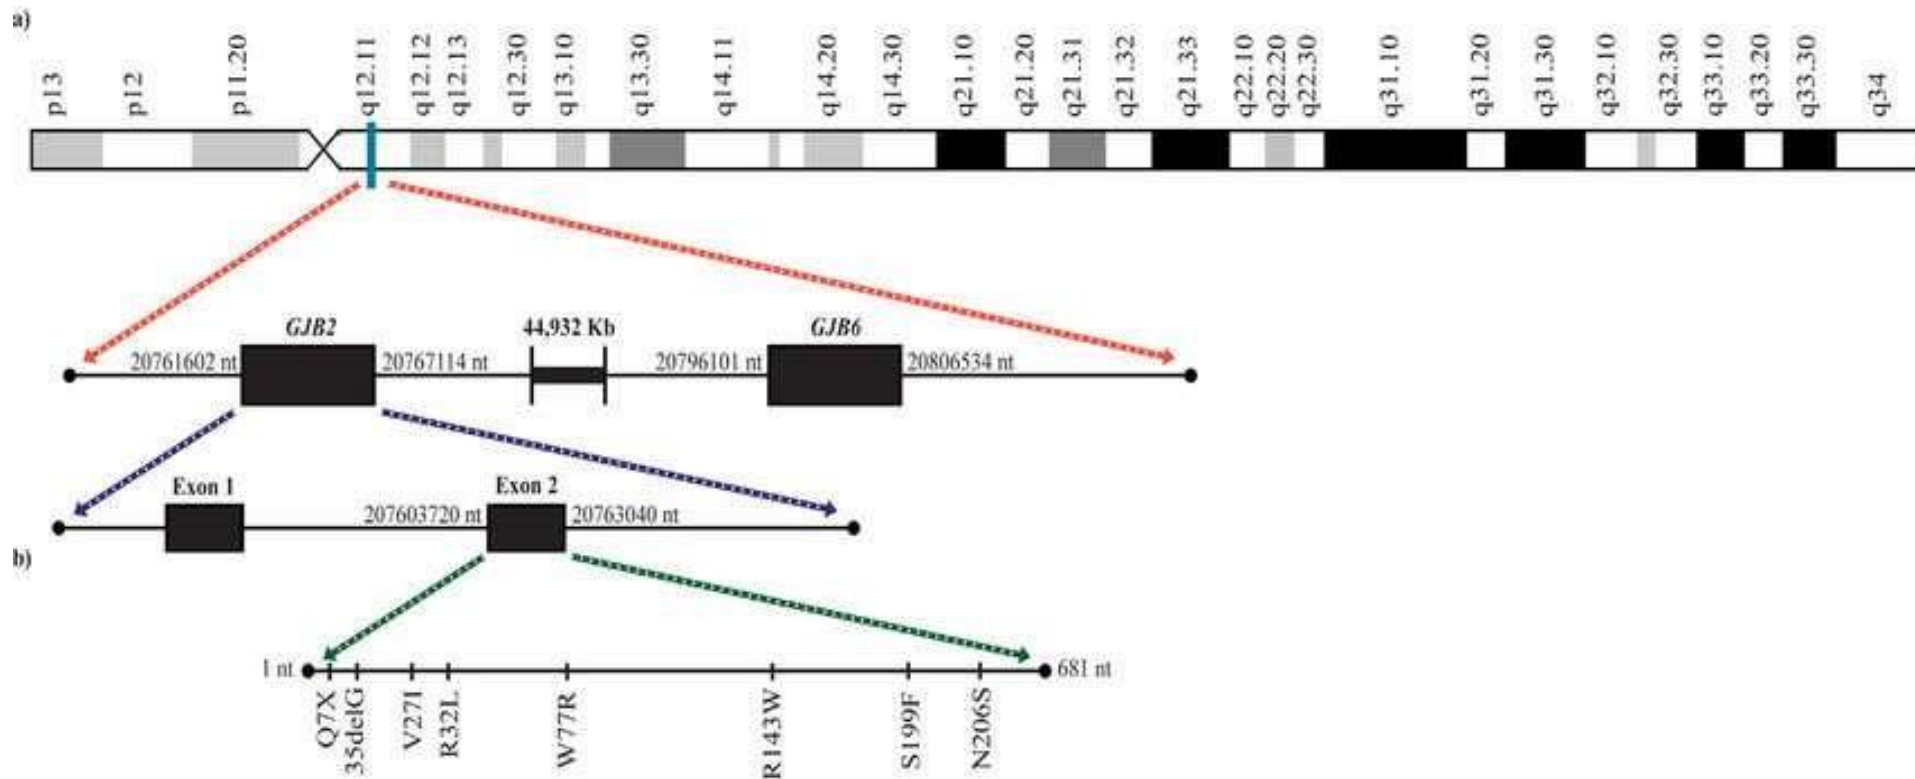 a)
p13
p12
p11.20
q12.11
q12.12
q12.13
q12.30
q13.10
q13.30
q14.11
q14.20
q14.30
q21.10
q21.20
q21.31
q21.32
q21.33
q22.10
q22.20
q22.30
q31.10
q31.20
q31.30
q32.10
q32.30
q33.10
q33.20
q33.30
q34
GJB2
44,932 Kb
GJB6
20761602 nt
20767114 nt
20796101 nt
20806534 nt
Exon 1
Exon 2
207603720 nt
20763040 nt
b)
1 nt
681 nt
Q7X
35delG
V27I
R32L
W77R
R143W
S199F
N206S